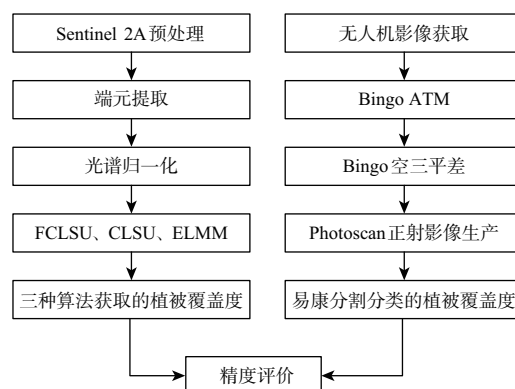 Sentinel 2A预处理
端元提取
光谱归一化
FCLSU、CLSU、ELMM
三种算法获取的植被覆盖度
无人机影像获取
Bingo ATM
Bingo空三平差
Photoscan正射影像生产
易康分割分类的植被覆盖度
精度评价